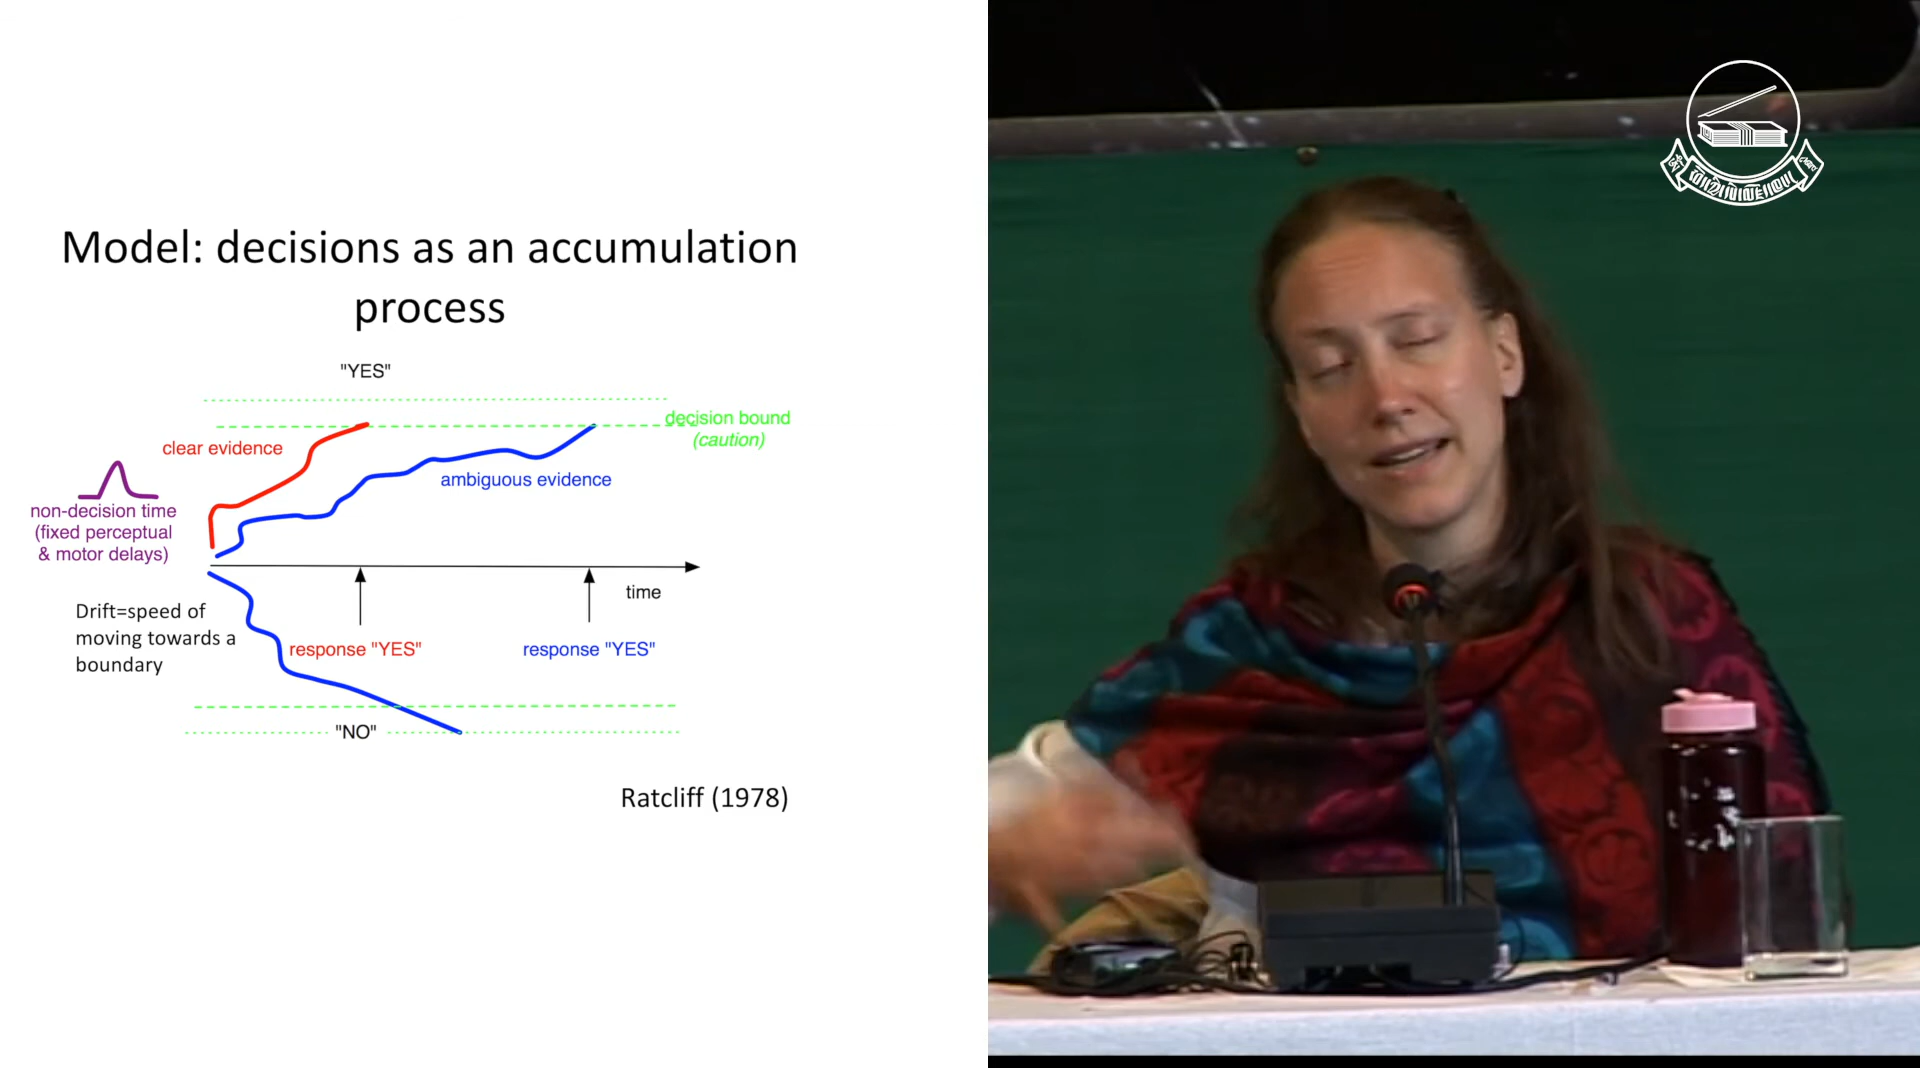 Model: decisions as an accumulation
process
"YES"
decision bound
(caution)
clear evidence
ambiguous evidence
non-decision time
(fixed perceptual
& motor delays)
time
Drift=speed of
moving towards a
boundary
response "YES"
response "YES"
"NO"
Ratcliff (1978)